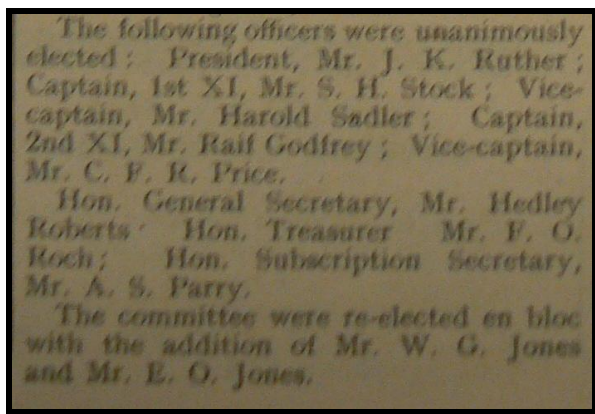 The following officers were unanimously
elected : President, Mr. J. K. Ruther ;
Captain, 1st XI, Mr. S. H. Stock ; Vice-
captain, Mr. Harold Sadler ; Captain,
2nd XI, Mr. Raif Godfrey ; Vice-captain,
Mr. C. F. R. Price.
Hon. General Secretary, Mr. Hedley
Roberts Hon. Treasurer Mr. F. O.
Roch ; Hon. Subscription Secretary,
Mr. A. S. Parry.
The committee were re-elected en bloc
with the addition of Mr. W. G. Jones
and Mr. E. O. Jones.